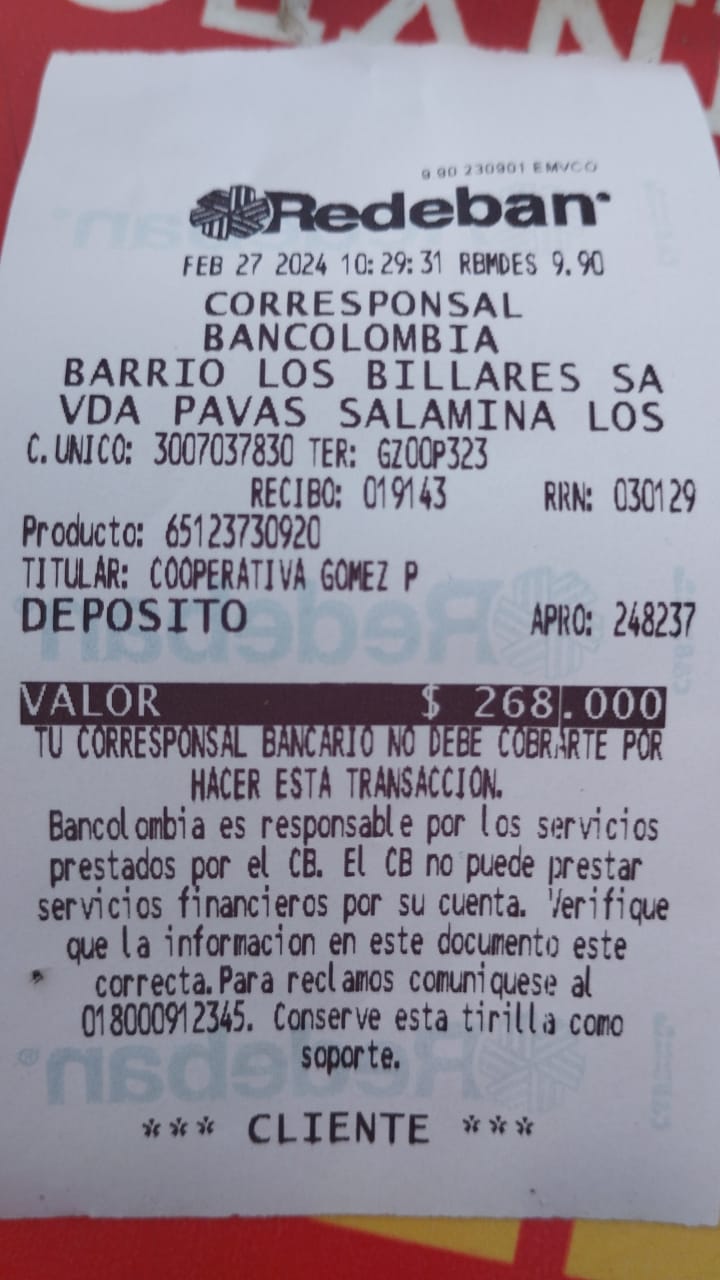 9.90 230901 EMVCO
Redeban
FEB 27 2024 10:29:31 RBMDES 9.90
CORRESPONSAL
BANCOLOMBIA
BARRIO LOS BILLARES SA
VDA PAVAS SALAMINA LOS
C. UNICO: 3007037830 TER: GZ00P323
RECIBO: 019143 RRN: 030129
Producto: 65123730920
TITULAR: COOPERATIVA GOMEZ P
DEPOSITO APRO: 248237
VALOR $ 268.000
TU CORRESPONSAL BANCARIO NO DEBE COBRARTE POR
HACER ESTA TRANSACCION.
Bancolombia es responsable por los servicios
prestados por el CB. El CB no puede prestar
servicios financieros por su cuenta. Verifique
que la informacion en este documento este
correcta. Para reclamos comuniquese al
018000912345. Conserve esta tirilla como
soporte.
*** CLIENTE ***